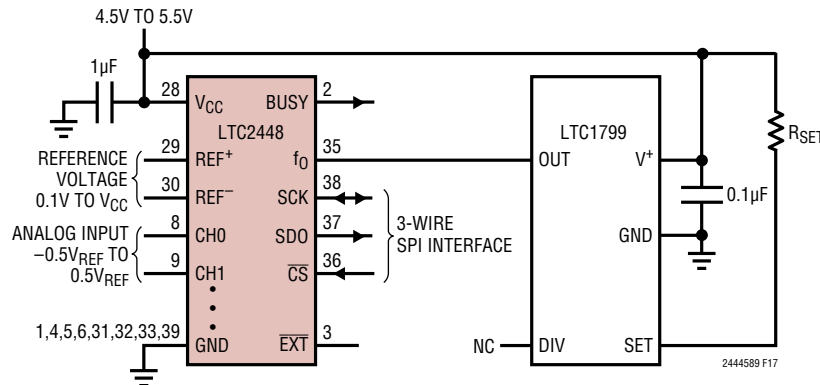 4.5V TO 5.5V
1µF
28
VCC
BUSY
2
LTC2448
LTC1799
RSET
REFERENCE
VOLTAGE
0.1V TO VCC
29
REF+
fO
35
OUT
V+
30
REF−
SCK
38
0.1µF
ANALOG INPUT
−0.5VREF TO
0.5VREF
8
CH0
SDO
37
3-WIRE
SPI INTERFACE
GND
9
CH1
CS
36
1,4,5,6,31,32,33,39
GND
EXT
3
NC
DIV
SET
2444589 F17